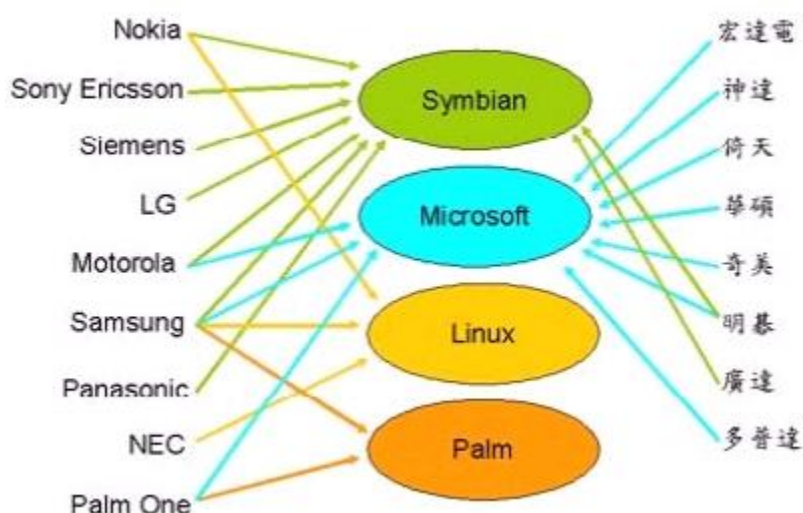 Nokia
Sony Ericsson
Siemens
LG
Motorola
Samsung
Panasonic
NEC
Palm One
Symbian
Microsoft
Linux
Palm
宏達電
神達
倚天
華碩
奇美
明碁
廣達
多普達